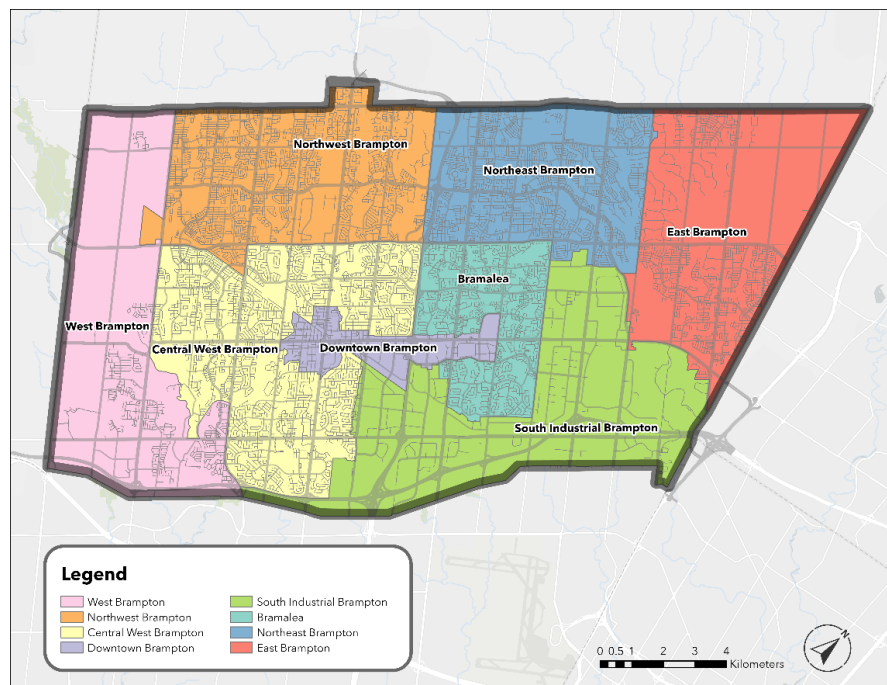 Northwest Brampton
Northeast Brampton
East Brampton
Bramalea
West Brampton
Central West Brampton
Downtown Brampton
South Industrial Brampton
Legend
West Brampton
Northwest Brampton
Central West Brampton
Downtown Brampton
South Industrial Brampton
Bramalea
Northeast Brampton
East Brampton
0 0.5 1 2 3 4
Kilometers
N